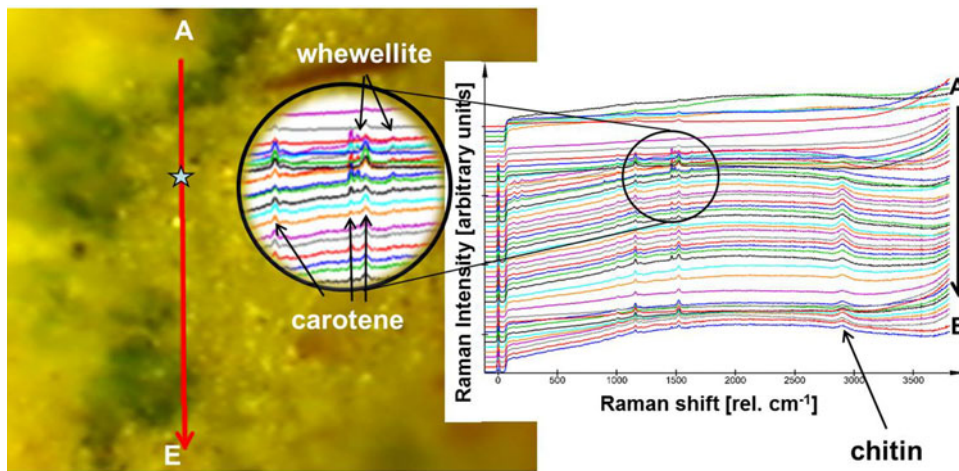 A
whewellite
carotene
E
Raman Intensity [arbitrary units]
A
E
0
500
1000
1500
2000
2500
3000
3500
Raman shift [rel. cm⁻¹]
chitin